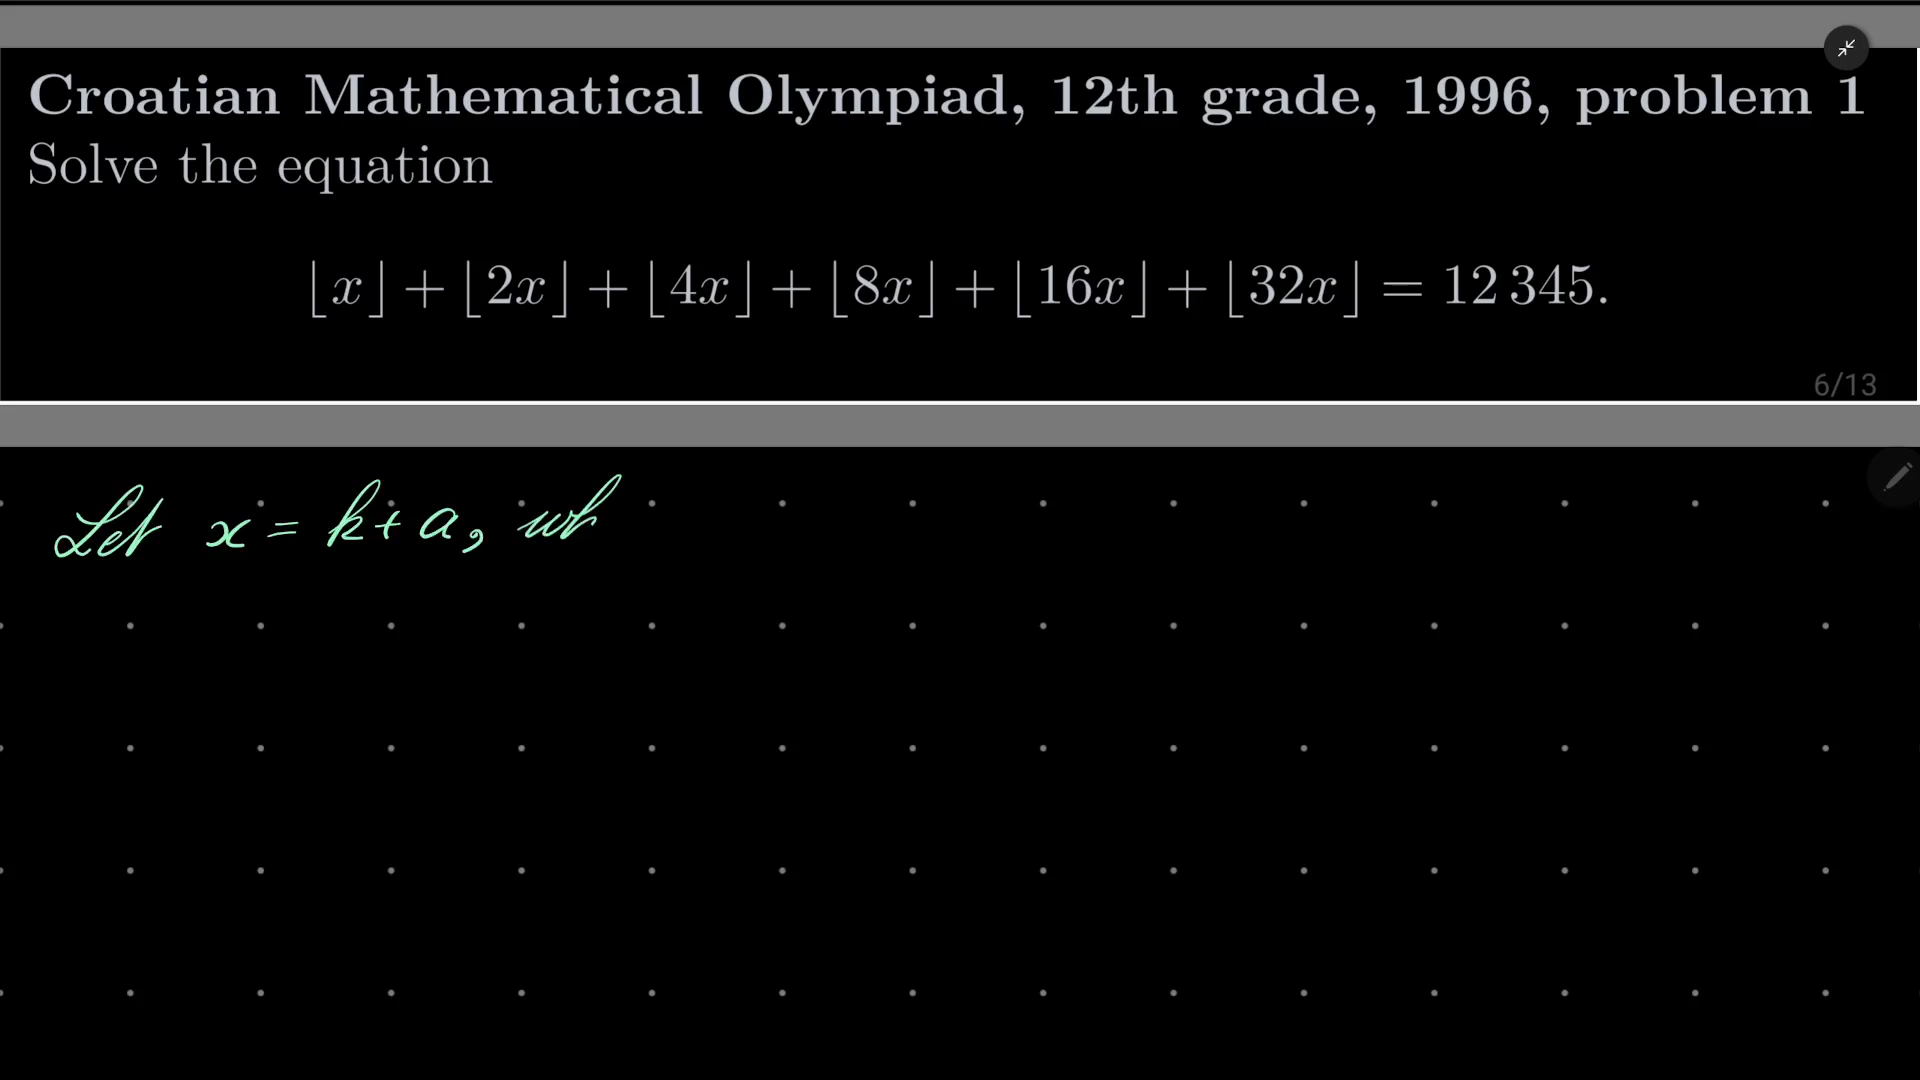 Croatian Mathematical Olympiad, 12th grade, 1996, problem 1
Solve the equation
⌊x⌋ + ⌊2x⌋ + ⌊4x⌋ + ⌊8x⌋ + ⌊16x⌋ + ⌊32x⌋ = 12 345.
6/13
Let x = k + a, wh